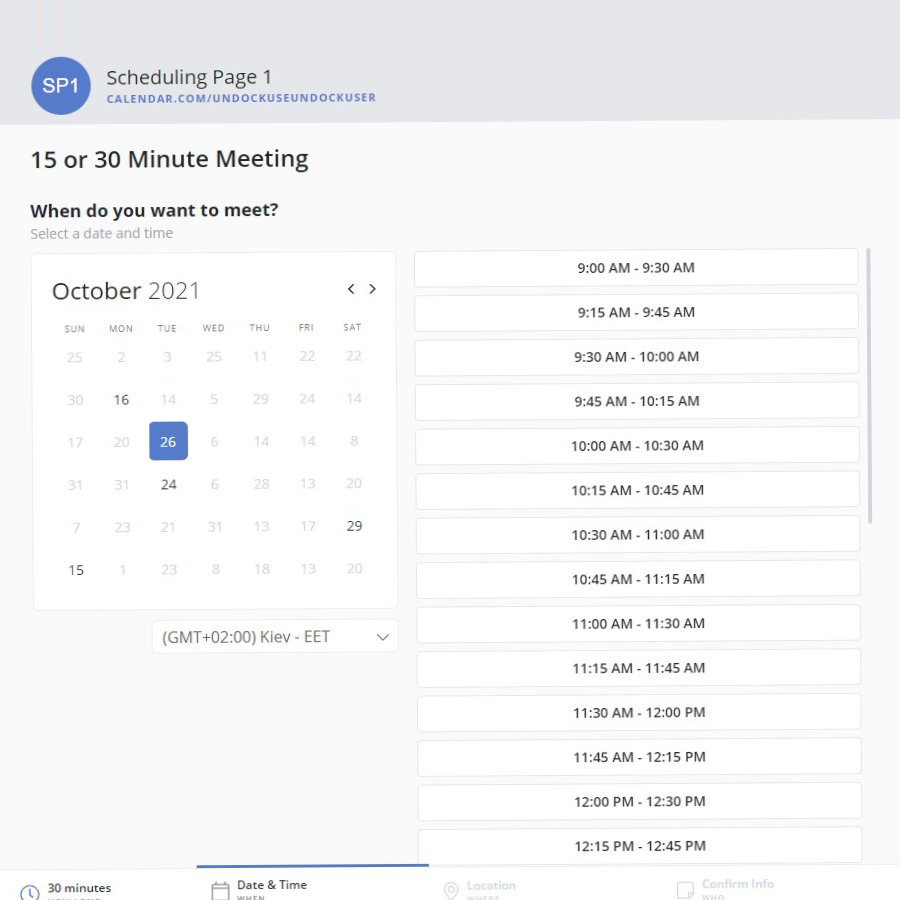 SP1
Scheduling Page 1
CALENDAR.COM/UNDOCKUSEUNDOCKUSER
15 or 30 Minute Meeting
When do you want to meet?
Select a date and time
October 2021
SUN MON TUE WED THU FRI SAT
25 2 3 25 11 22 22
30 16 14 5 29 24 14
17 20 26 6 14 14 8
31 31 24 6 28 13 20
7 23 21 31 13 17 29
15 1 23 8 18 13 20
(GMT+02:00) Kiev - EET
9:00 AM - 9:30 AM
9:15 AM - 9:45 AM
9:30 AM - 10:00 AM
9:45 AM - 10:15 AM
10:00 AM - 10:30 AM
10:15 AM - 10:45 AM
10:30 AM - 11:00 AM
10:45 AM - 11:15 AM
11:00 AM - 11:30 AM
11:15 AM - 11:45 AM
11:30 AM - 12:00 PM
11:45 AM - 12:15 PM
12:00 PM - 12:30 PM
12:15 PM - 12:45 PM
30 minutes
Date & Time
WHEN
Location
WHERE
Confirm Info
WHO